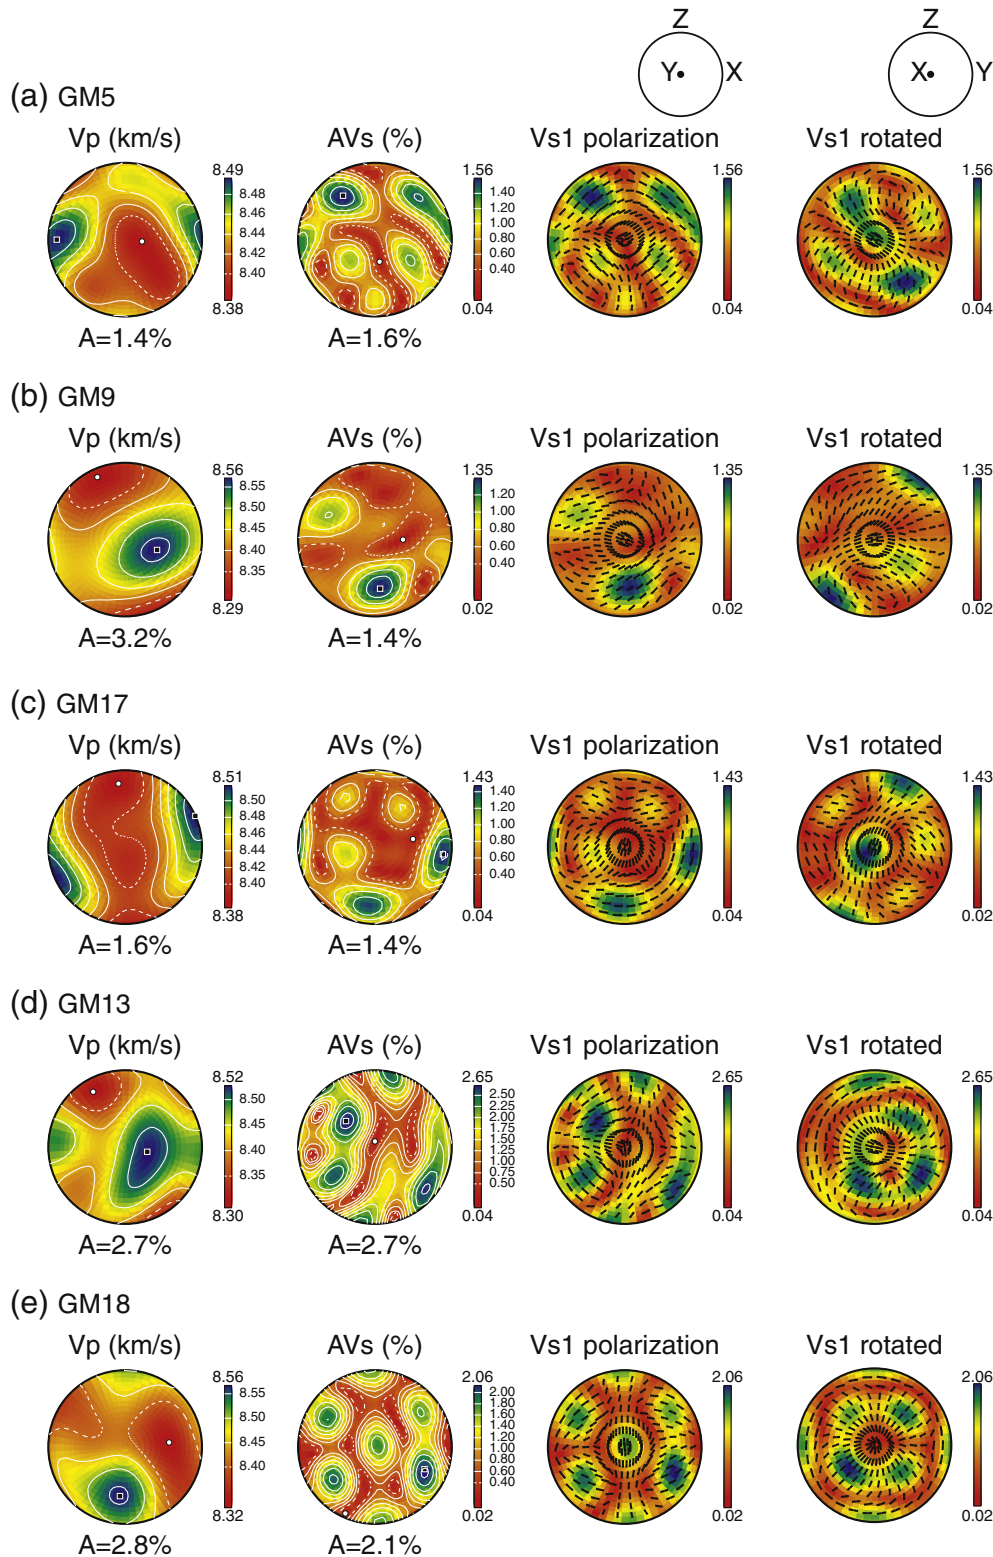 Z Z
Y X X Y
(a) GM5
Vp (km/s) AVs (%) Vs1 polarization Vs1 rotated
8.49 1.56 1.56 1.56
8.48 1.40
8.46 1.20
8.44 1.00
8.42 0.80
8.40 0.60
0.40
8.38 0.04 0.04 0.04
A=1.4% A=1.6%
(b) GM9
Vp (km/s) AVs (%) Vs1 polarization Vs1 rotated
8.56 1.35 1.35 1.35
8.55 1.20
8.50 1.00
8.45 0.80
8.40 0.60
8.35 0.40
8.29 0.02 0.02 0.02
A=3.2% A=1.4%
(c) GM17
Vp (km/s) AVs (%) Vs1 polarization Vs1 rotated
8.51 1.43 1.43 1.43
8.50 1.40
8.48 1.20
8.46 1.00
8.44 0.80
8.42 0.60
8.40 0.40
8.38 0.04 0.04 0.02
A=1.6% A=1.4%
(d) GM13
Vp (km/s) AVs (%) Vs1 polarization Vs1 rotated
8.52 2.65 2.65 2.65
8.50 2.50
2.25
2.00
1.75
8.40 1.50
1.25
1.00
8.35 0.75
0.50
8.30 0.04 0.04 0.04
A=2.7% A=2.7%
(e) GM18
Vp (km/s) AVs (%) Vs1 polarization Vs1 rotated
8.56 2.06 2.06 2.06
8.55 2.00
1.80
8.50 1.60
1.40
1.20
8.45 1.00
0.80
8.40 0.60
0.40
8.32 0.02 0.02 0.02
A=2.8% A=2.1%